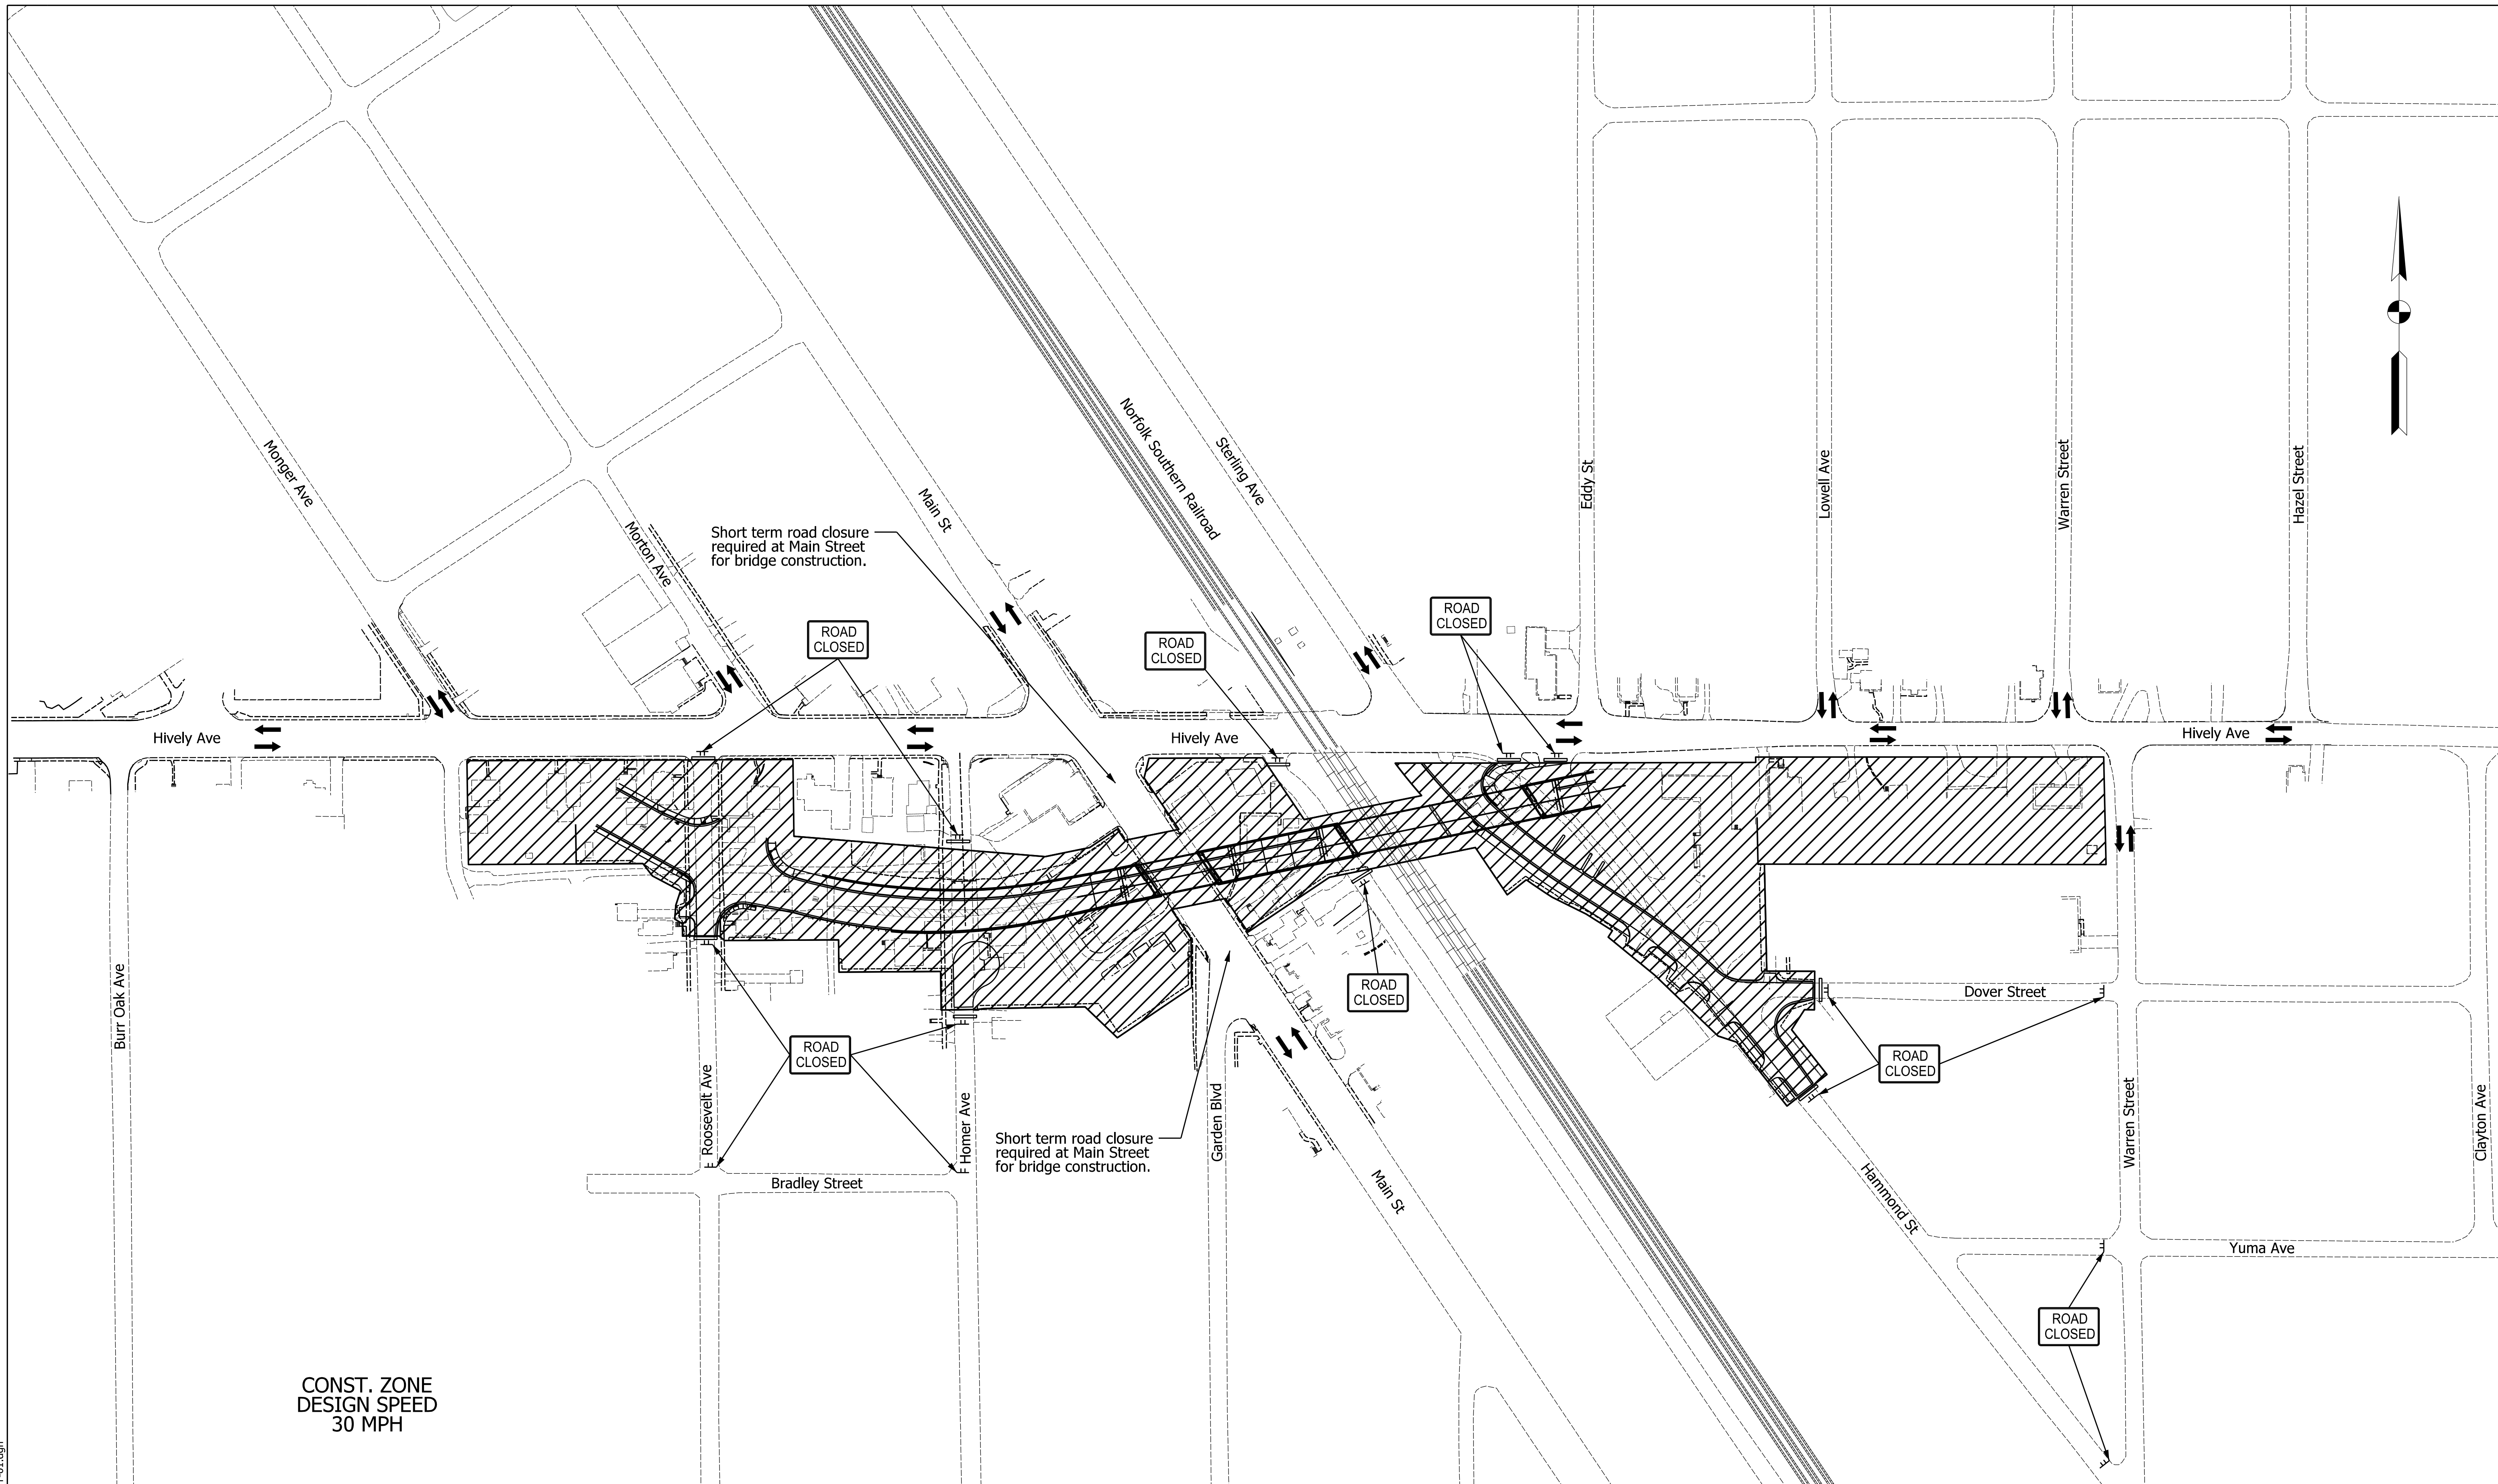 Norfolk Southern Railroad
Sterling Ave
Monger Ave
Main St
Morton Ave
Eddy St
Lowell Ave
Warren Street
Hazel Street
Short term road closure
required at Main Street
for bridge construction.
ROAD
CLOSED
ROAD
CLOSED
ROAD
CLOSED
Hively Ave
Hively Ave
Hively Ave
ROAD
CLOSED
Dover Street
Burr Oak Ave
ROAD
CLOSED
ROAD
CLOSED
Roosevelt Ave
Homer Ave
Garden Blvd
Short term road closure
required at Main Street
for bridge construction.
Bradley Street
Main St
Hammond St
Warren Street
Clayton Ave
Yuma Ave
ROAD
CLOSED
CONST. ZONE
DESIGN SPEED
30 MPH